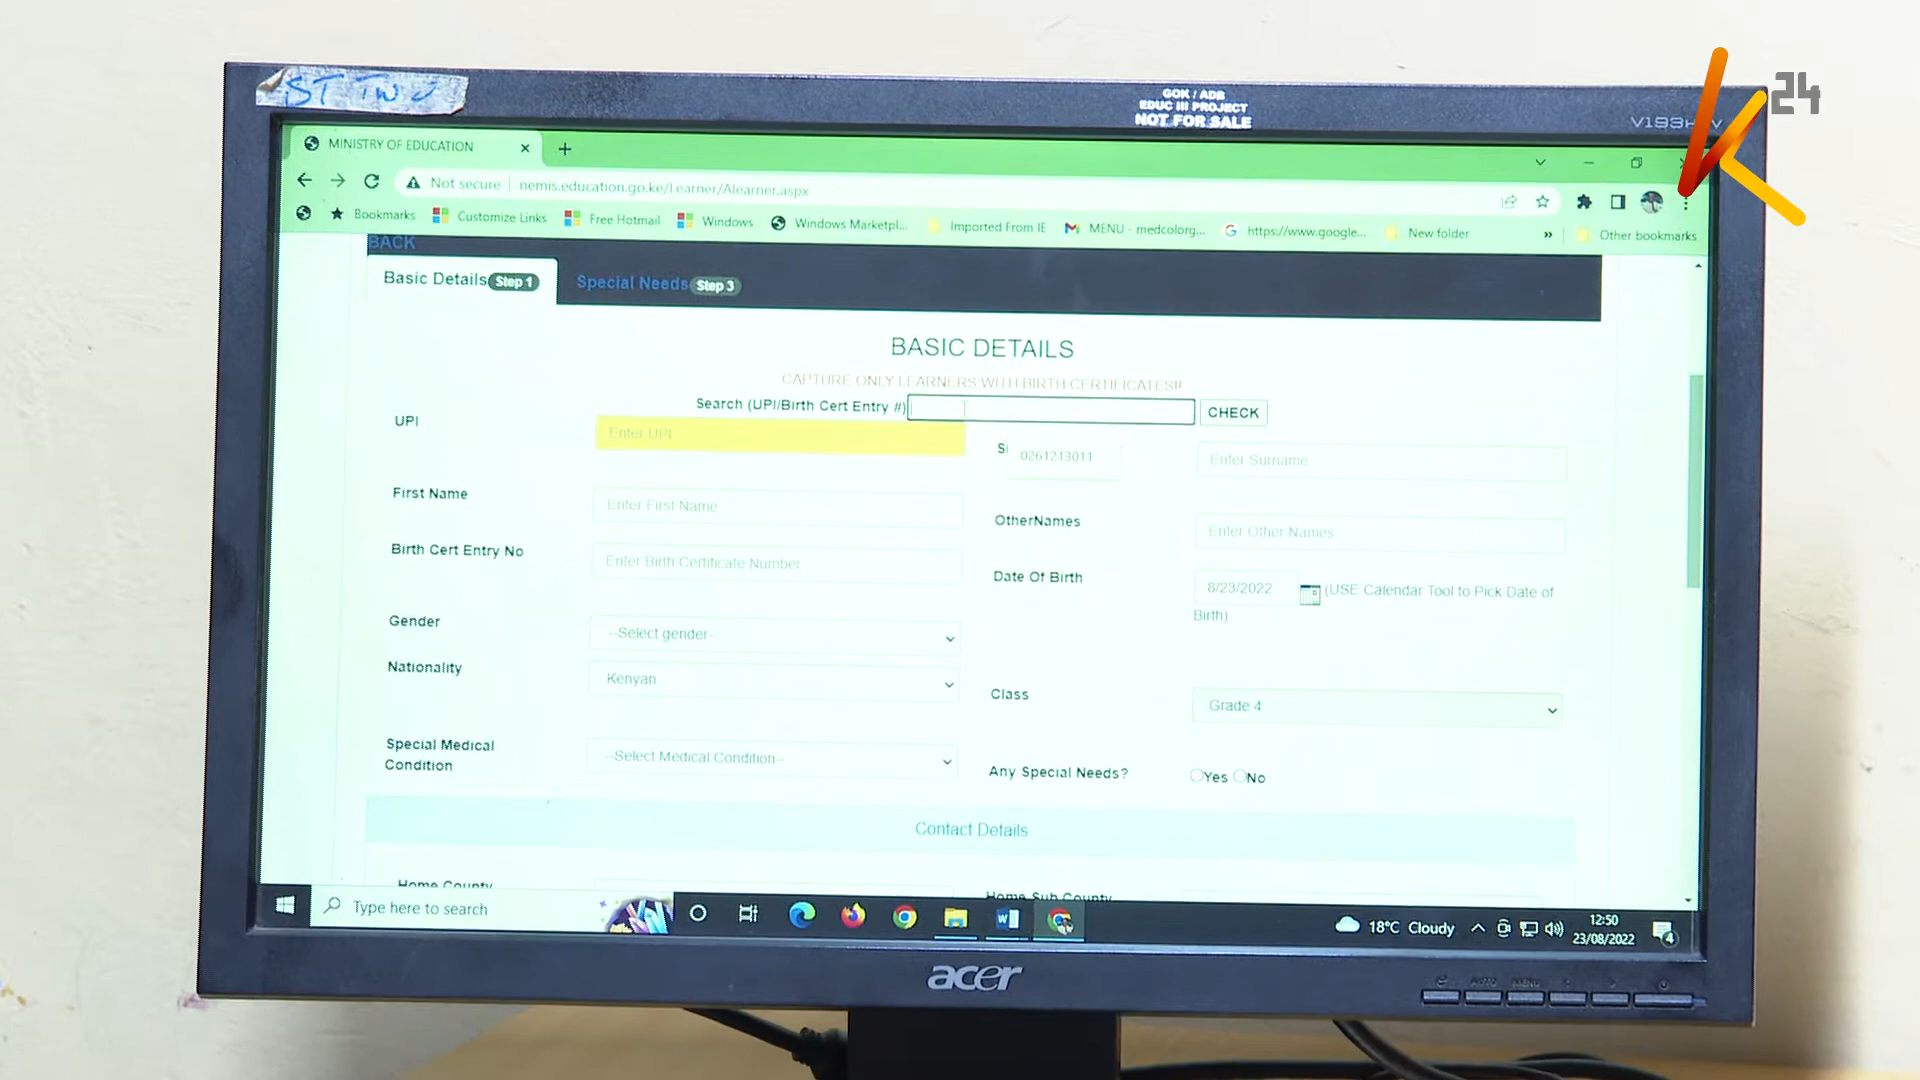 24
ST TWO
GOK / ADB
EDUC III PROJECT
NOT FOR SALE
MINISTRY OF EDUCATION
Not secure | nemis.education.go.ke/Learner/Alearner.aspx
Bookmarks Customize Links Free Hotmail Windows Windows Marketpl... Imported From IE MENU - medcolorg... https://www.google... New folder » Other bookmarks
BACK
Basic Details Step 1 Special Needs Step 3
BASIC DETAILS
CAPTURE ONLY LEARNERS WITH BIRTH CERTIFICATES!!
Search (UPI/Birth Cert Entry #) CHECK
UPI Enter UPI 0261213011 Enter Surname
First Name Enter First Name OtherNames Enter Other Names
Birth Cert Entry No Enter Birth Certificate Number Date Of Birth 8/23/2022 (USE Calendar Tool to Pick Date of
Birth)
Gender --Select gender--
Nationality Kenyan Class Grade 4
Special Medical
Condition --Select Medical Condition-- Any Special Needs? Yes No
Contact Details
Home County Home Sub County
Type here to search 18°C Cloudy 12:50
23/08/2022 4
acer
AUTO MENU